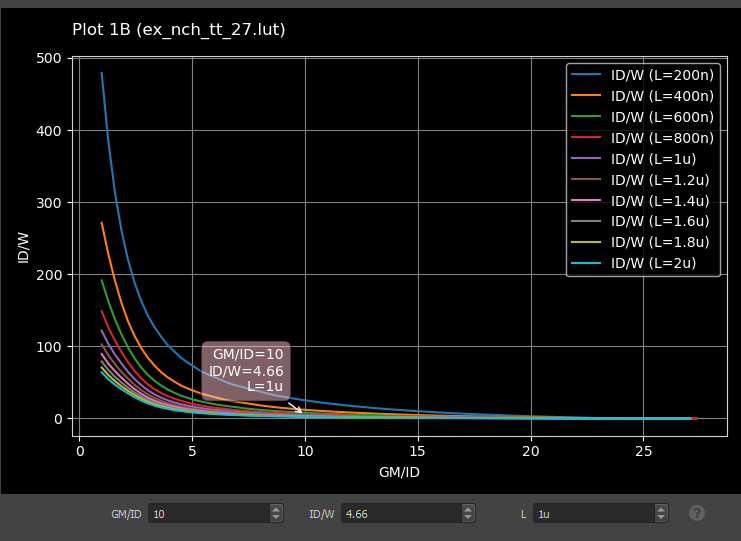 Plot 1B (ex_nch_tt_27.lut)
500
400
300
200
100
0
ID/W
ID/W (L=200n)
ID/W (L=400n)
ID/W (L=600n)
ID/W (L=800n)
ID/W (L=1u)
ID/W (L=1.2u)
ID/W (L=1.4u)
ID/W (L=1.6u)
ID/W (L=1.8u)
ID/W (L=2u)
GM/ID=10
ID/W=4.66
L=1u
0 5 10 15 20 25
GM/ID
GM/ID 10 ID/W 4.66 L 1u ?